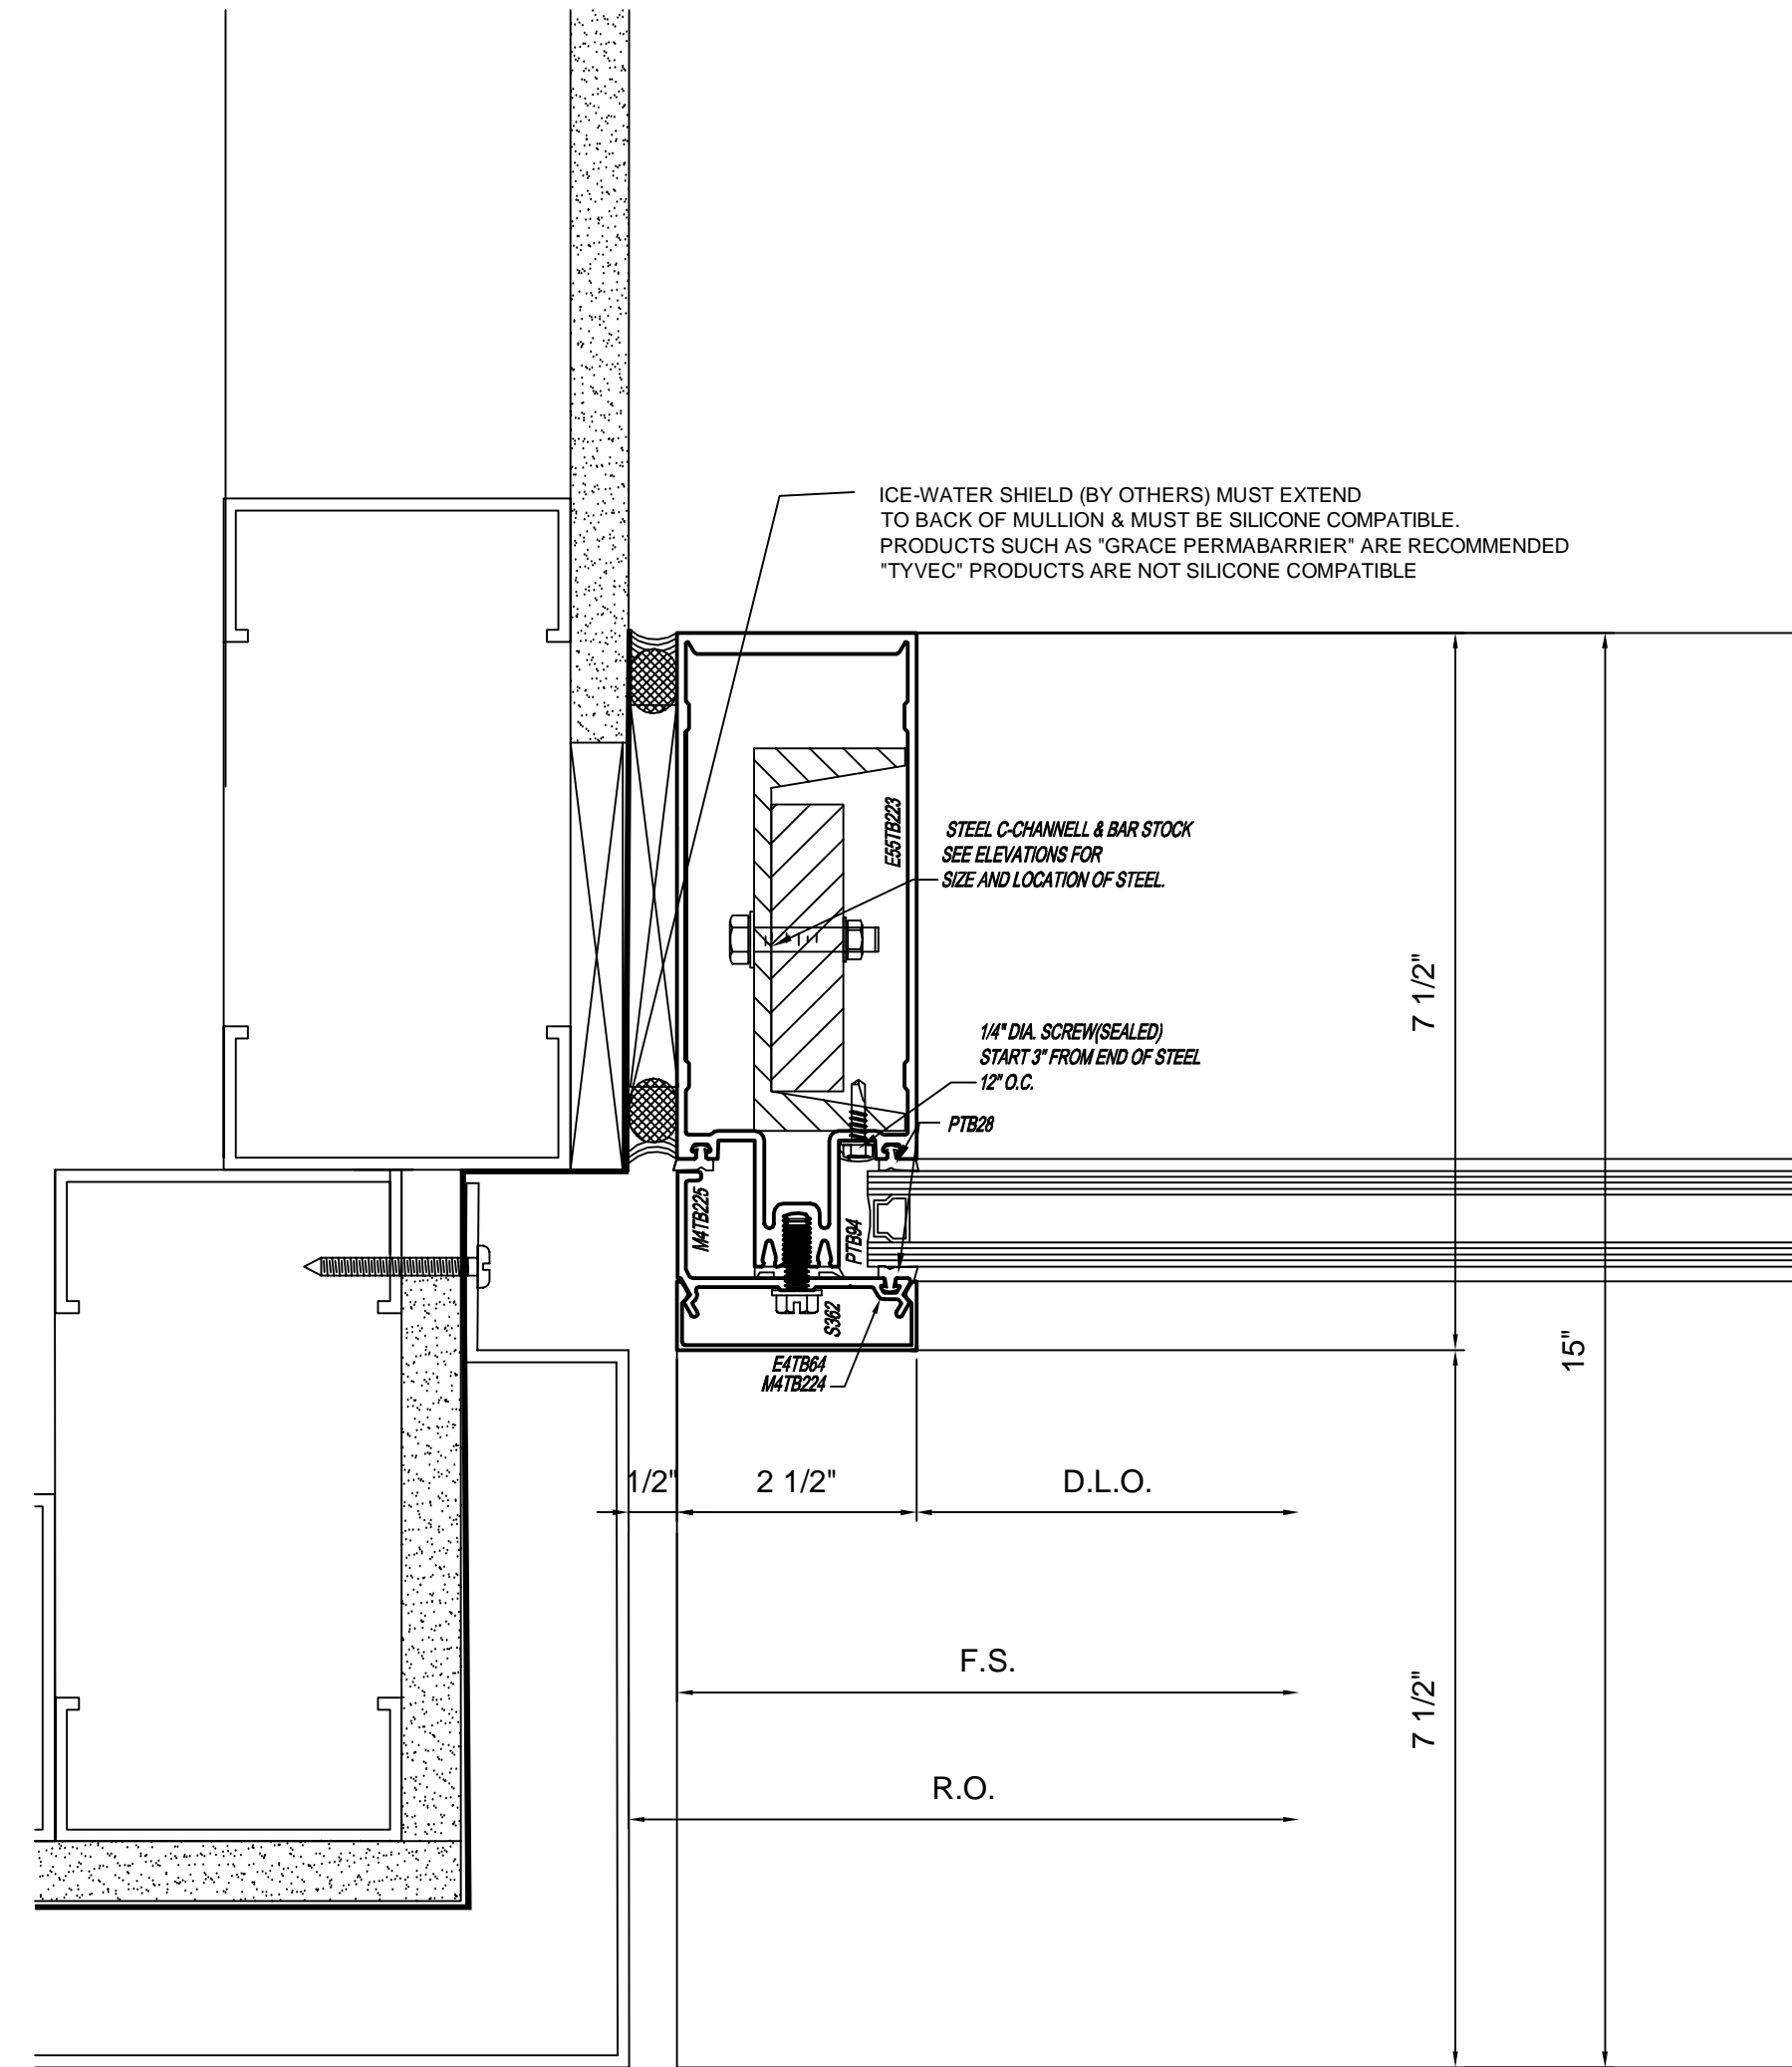 ICE-WATER SHIELD (BY OTHERS) MUST EXTEND
TO BACK OF MULLION & MUST BE SILICONE COMPATIBLE.
PRODUCTS SUCH AS "GRACE PERMABARRIER" ARE RECOMMENDED
"TYVEC" PRODUCTS ARE NOT SILICONE COMPATIBLE
E55TB223
STEEL C-CHANNELL & BAR STOCK
SEE ELEVATIONS FOR
SIZE AND LOCATION OF STEEL.
7 1/2"
1/4" DIA. SCREW(SEALED)
START 3" FROM END OF STEEL
12" O.C.
PTB28
M4TB225
PTB94
S362
E4TB64
M4TB224
15"
1/2"
2 1/2"
D.L.O.
F.S.
7 1/2"
R.O.